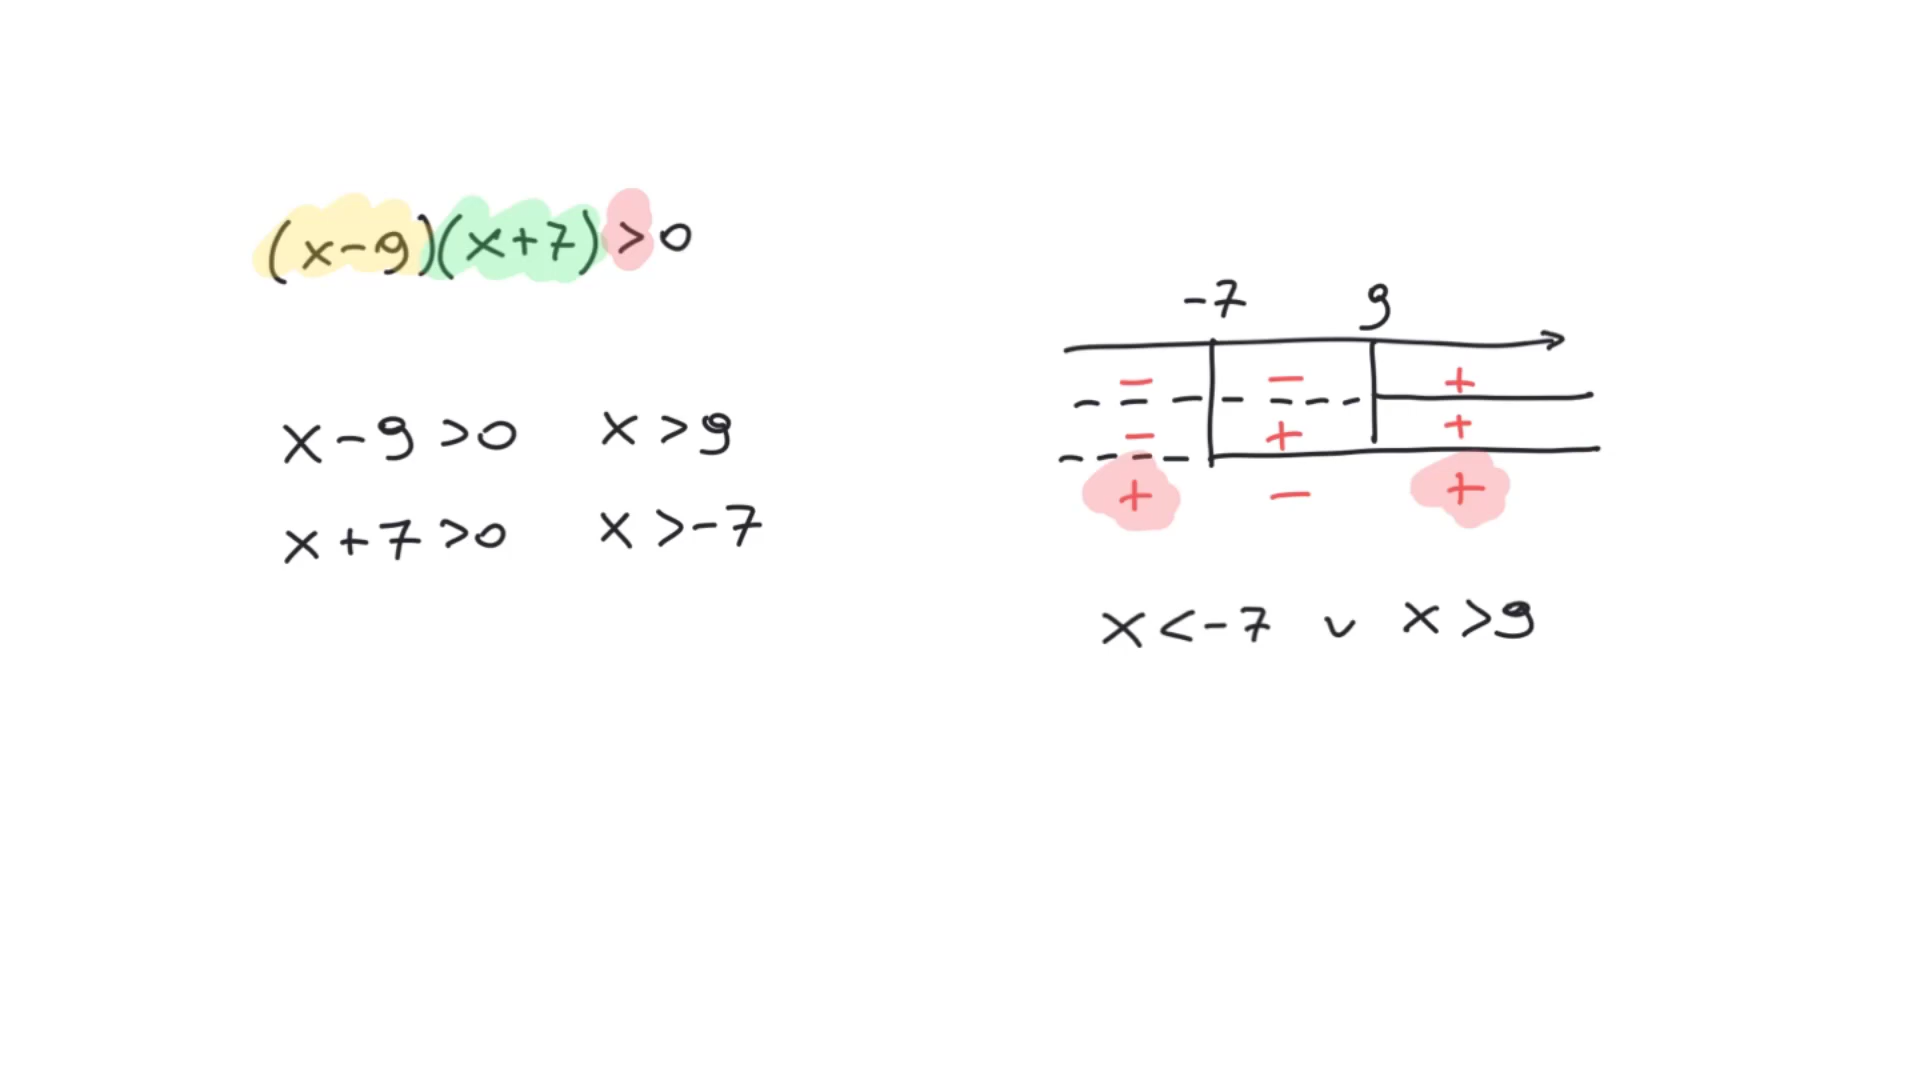 (x-9)(x+7)>0
x-9>0 x>9
x+7>0 x>-7
-7 9
- - +
- + +
+ - +
x<-7 ∨ x>9